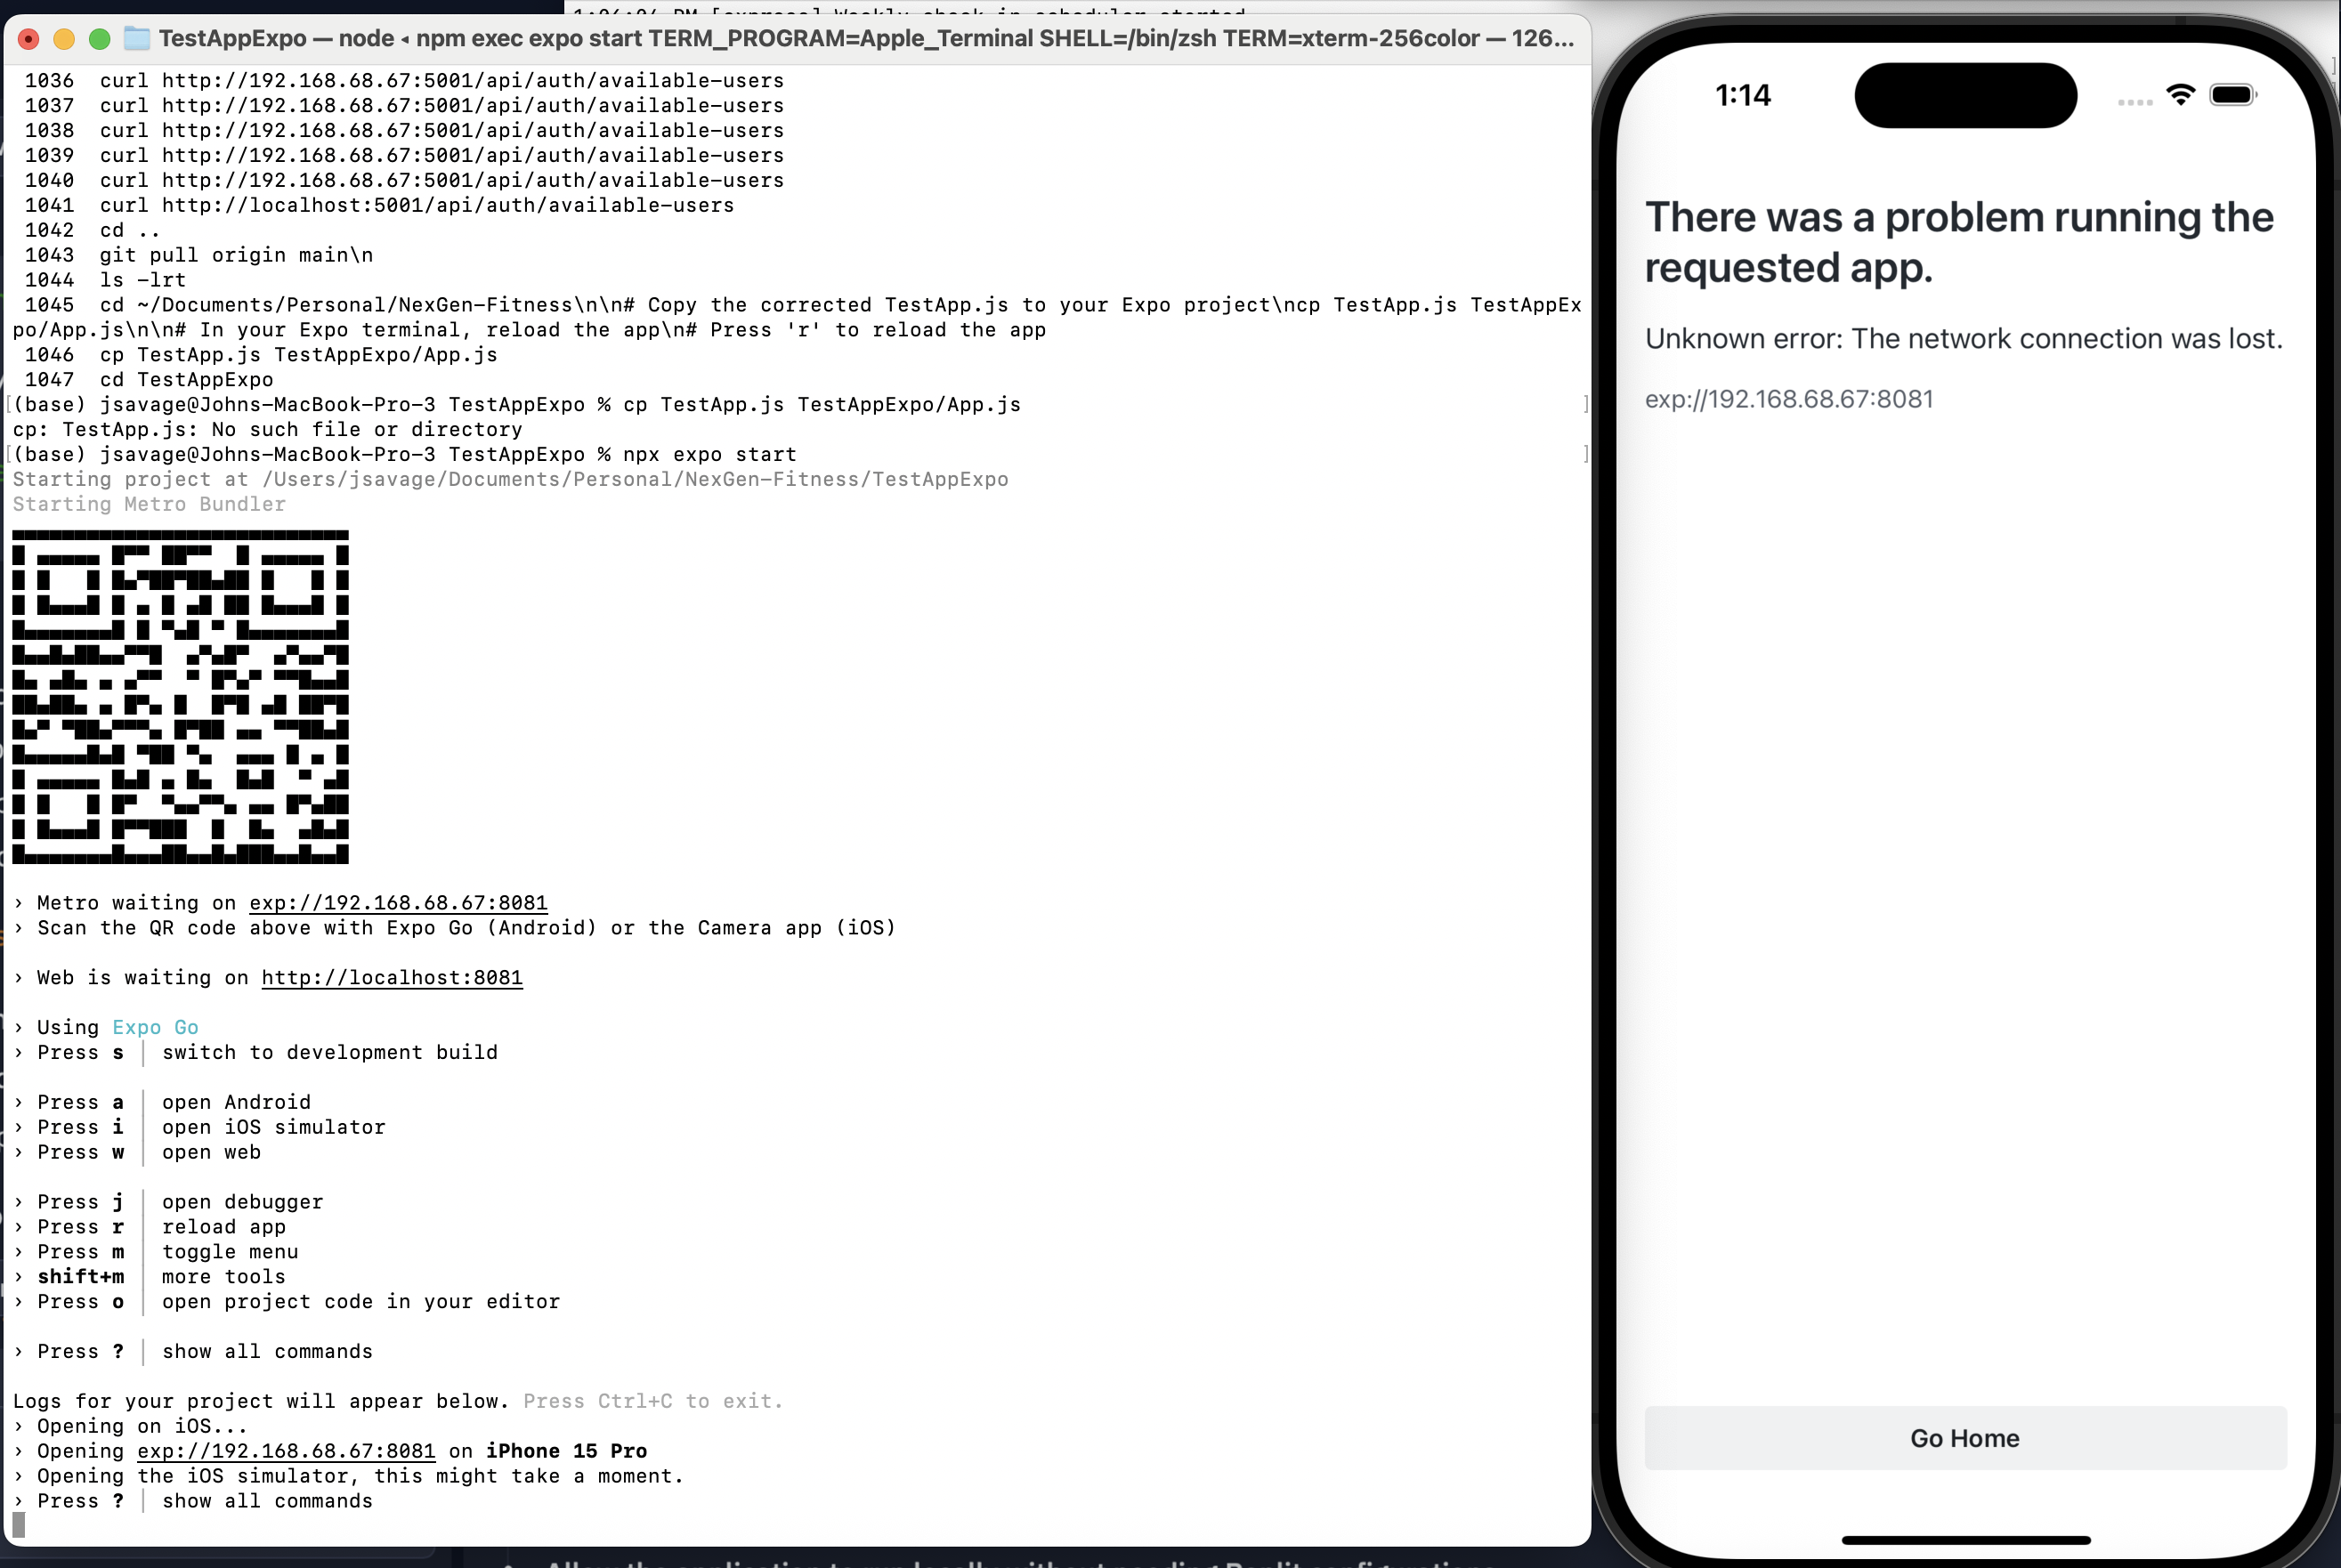 1:06:06 PM [express] Weekly check-in scheduler started
TestAppExpo — node ◂ npm exec expo start TERM_PROGRAM=Apple_Terminal SHELL=/bin/zsh TERM=xterm-256color — 126...
1036 curl http://192.168.68.67:5001/api/auth/available-users
1037 curl http://192.168.68.67:5001/api/auth/available-users
1038 curl http://192.168.68.67:5001/api/auth/available-users
1039 curl http://192.168.68.67:5001/api/auth/available-users
1040 curl http://192.168.68.67:5001/api/auth/available-users
1041 curl http://localhost:5001/api/auth/available-users
1042 cd ..
1043 git pull origin main\n
1044 ls -lrt
1045 cd ~/Documents/Personal/NexGen-Fitness\n\n# Copy the corrected TestApp.js to your Expo project\ncp TestApp.js TestAppEx
po/App.js\n\n# In your Expo terminal, reload the app\n# Press 'r' to reload the app
1046 cp TestApp.js TestAppExpo/App.js
1047 cd TestAppExpo
[(base) jsavage@Johns-MacBook-Pro-3 TestAppExpo % cp TestApp.js TestAppExpo/App.js ]
cp: TestApp.js: No such file or directory
[(base) jsavage@Johns-MacBook-Pro-3 TestAppExpo % npx expo start ]
Starting project at /Users/jsavage/Documents/Personal/NexGen-Fitness/TestAppExpo
Starting Metro Bundler
› Metro waiting on exp://192.168.68.67:8081
› Scan the QR code above with Expo Go (Android) or the Camera app (iOS)
› Web is waiting on http://localhost:8081
› Using Expo Go
› Press s │ switch to development build
› Press a │ open Android
› Press i │ open iOS simulator
› Press w │ open web
› Press j │ open debugger
› Press r │ reload app
› Press m │ toggle menu
› shift+m │ more tools
› Press o │ open project code in your editor
› Press ? │ show all commands
Logs for your project will appear below. Press Ctrl+C to exit.
› Opening on iOS...
› Opening exp://192.168.68.67:8081 on iPhone 15 Pro
› Opening the iOS simulator, this might take a moment.
› Press ? │ show all commands
1:14
There was a problem running the
requested app.
Unknown error: The network connection was lost.
exp://192.168.68.67:8081
Go Home